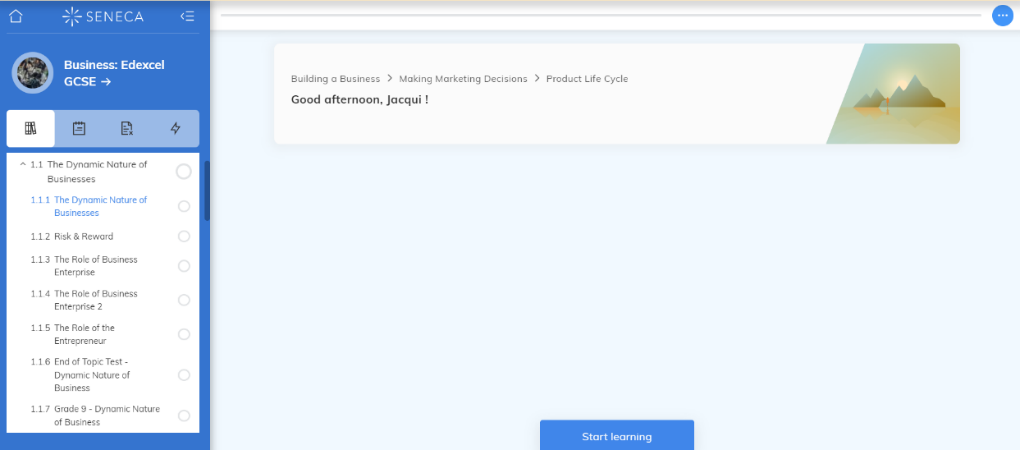 SENECA
Business: Edexcel
GCSE →
1.1 The Dynamic Nature of
Businesses
1.1.1 The Dynamic Nature of
Businesses
1.1.2 Risk & Reward
1.1.3 The Role of Business
Enterprise
1.1.4 The Role of Business
Enterprise 2
1.1.5 The Role of the
Entrepreneur
1.1.6 End of Topic Test -
Dynamic Nature of
Business
1.1.7 Grade 9 - Dynamic Nature
of Business
Building a Business > Making Marketing Decisions > Product Life Cycle
Good afternoon, Jacqui !
Start learning